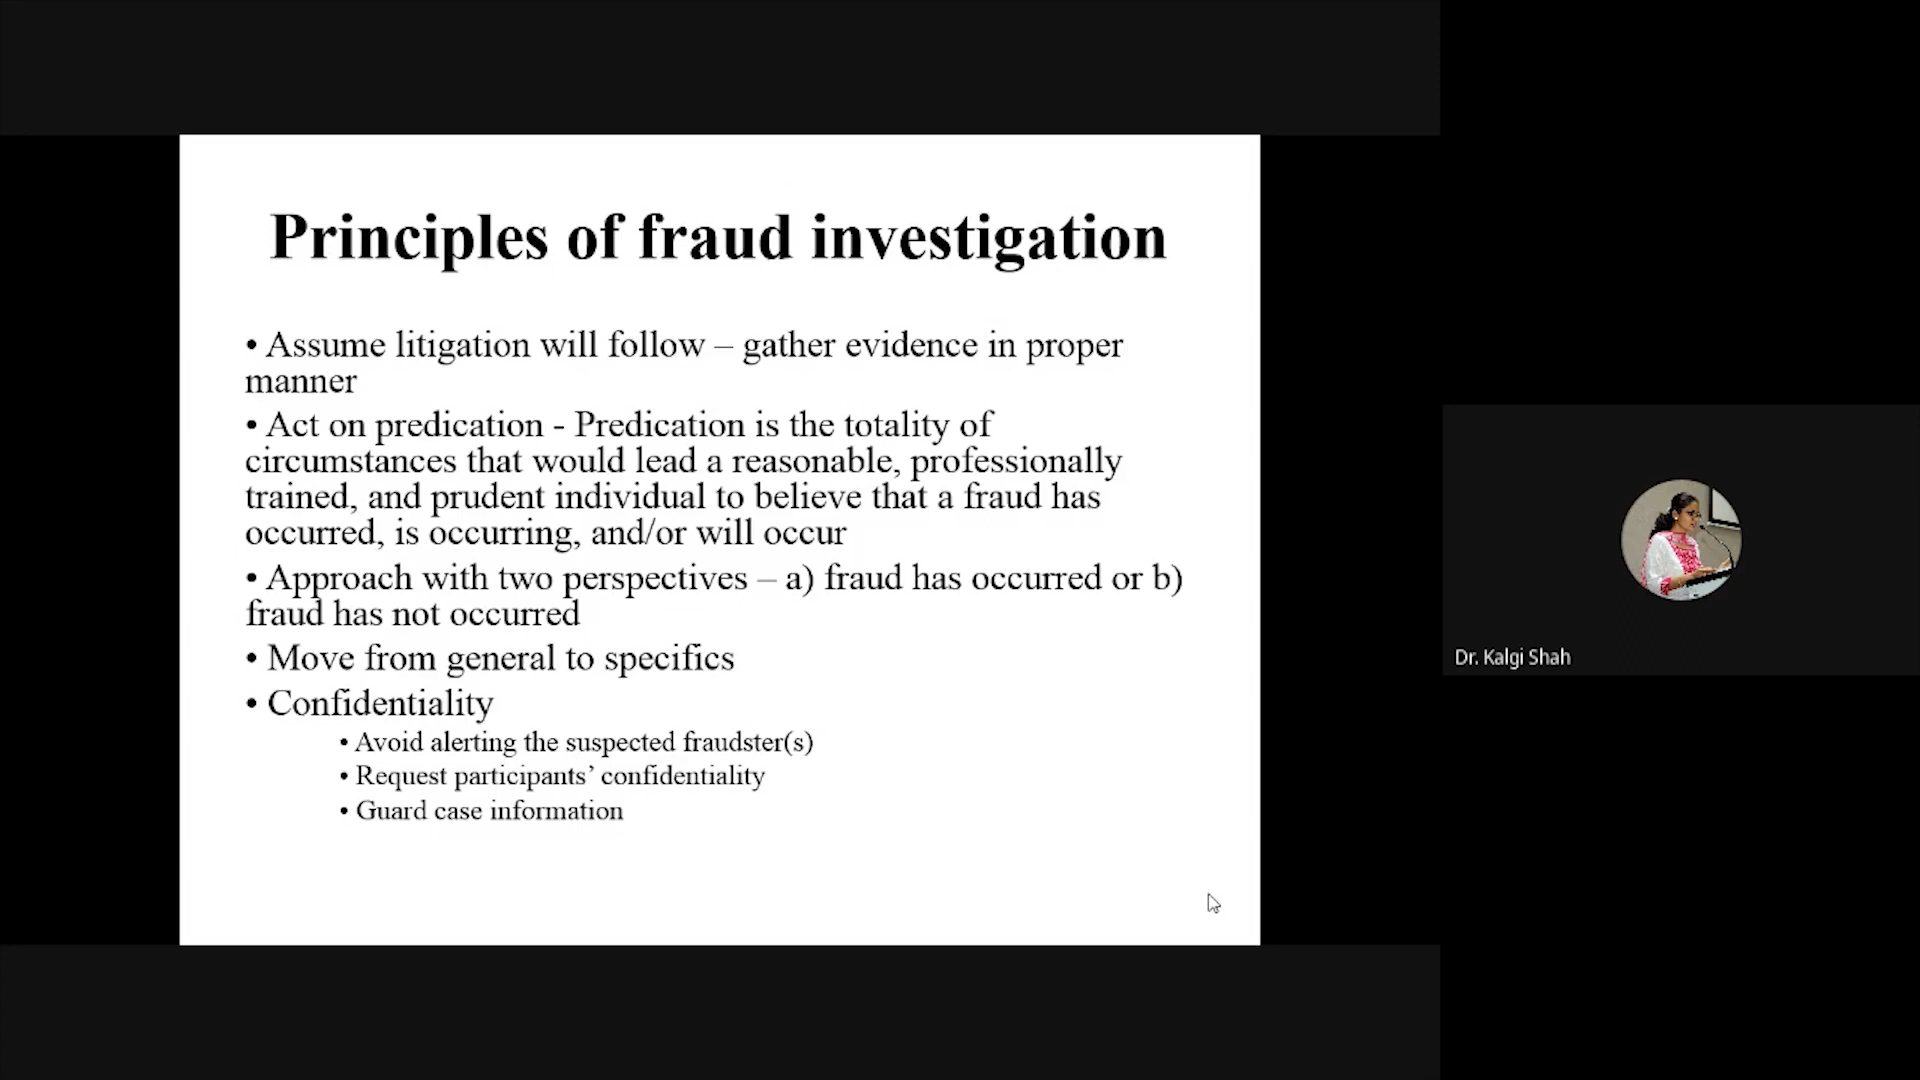 Principles of fraud investigation
• Assume litigation will follow – gather evidence in proper
manner
• Act on predication - Predication is the totality of
circumstances that would lead a reasonable, professionally
trained, and prudent individual to believe that a fraud has
occurred, is occurring, and/or will occur
• Approach with two perspectives – a) fraud has occurred or b)
fraud has not occurred
• Move from general to specifics
• Confidentiality
• Avoid alerting the suspected fraudster(s)
• Request participants’ confidentiality
• Guard case information
Dr. Kalgi Shah